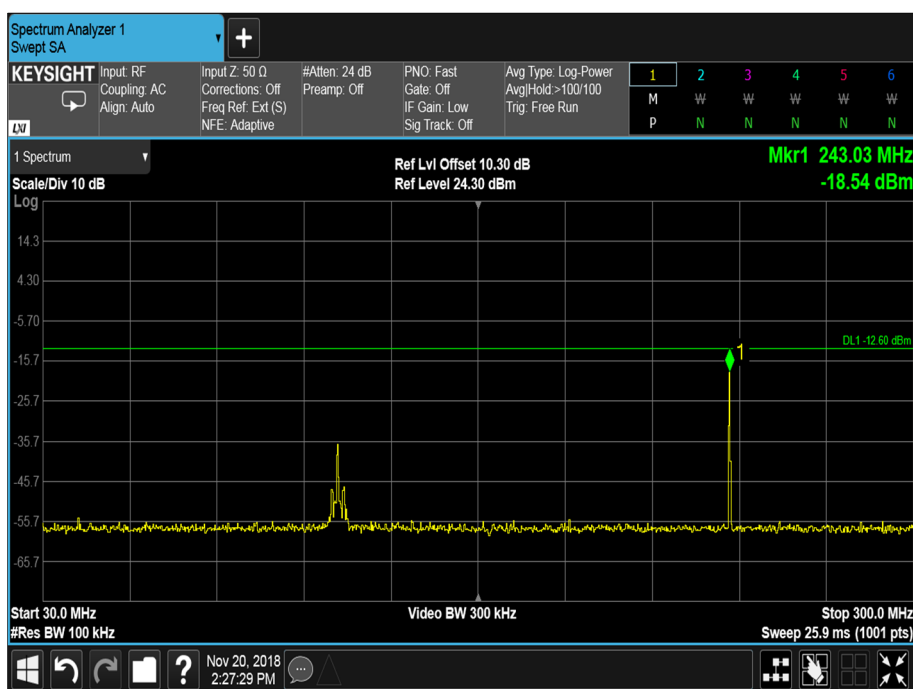 Spectrum Analyzer 1
Swept SA
+
KEYSIGHT
LXI
Input: RF
Coupling: AC
Align: Auto
Input Z: 50 Ω
Corrections: Off
Freq Ref: Ext (S)
NFE: Adaptive
#Atten: 24 dB
Preamp: Off
PNO: Fast
Gate: Off
IF Gain: Low
Sig Track: Off
Avg Type: Log-Power
Avg|Hold:>100/100
Trig: Free Run
1 2 3 4 5 6
M W W W W W
P N N N N N
1 Spectrum
Scale/Div 10 dB
Log
Ref Lvl Offset 10.30 dB
Ref Level 24.30 dBm
Mkr1 243.03 MHz
-18.54 dBm
14.3
4.30
-5.70
DL1 -12.60 dBm
1
-15.7
-25.7
-35.7
-45.7
-55.7
-65.7
Start 30.0 MHz
#Res BW 100 kHz
Video BW 300 kHz
Stop 300.0 MHz
Sweep 25.9 ms (1001 pts)
?
Nov 20, 2018
2:27:29 PM